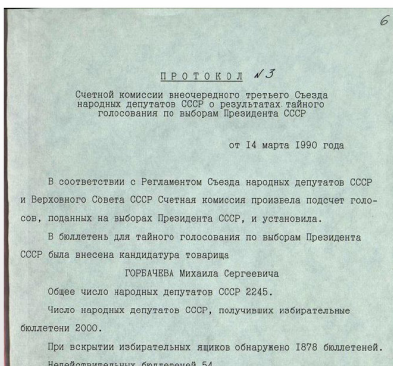 6
ПРОТОКОЛ №3
Счетной комиссии внеочередного третьего Съезда
народных депутатов СССР о результатах тайного
голосования по выборам Президента СССР
от 14 марта 1990 года
В соответствии с Регламентом Съезда народных депутатов СССР
и Верховного Совета СССР Счетная комиссия произвела подсчет голо-
сов, поданных на выборах Президента СССР, и установила.
В бюллетень для тайного голосования по выборам Президента
СССР была внесена кандидатура товарища
ГОРБАЧЕВА Михаила Сергеевича
Общее число народных депутатов СССР 2245.
Число народных депутатов СССР, получивших избирательные
бюллетени 2000.
При вскрытии избирательных ящиков обнаружено 1878 бюллетеней.
Недействительных бюллетеней 54